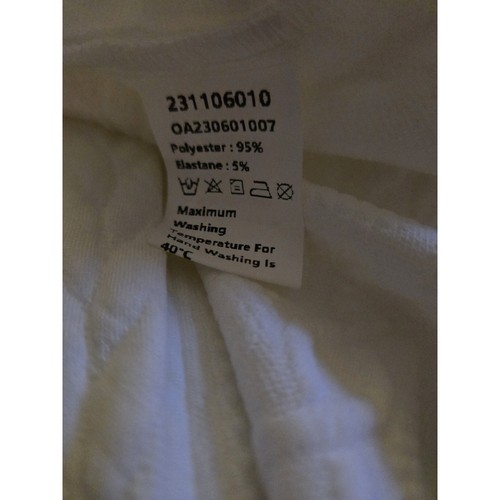 231106010
OA230601007
Polyester : 95%
Elastane : 5%
Maximum
Washing
Temperature For
Hand Washing Is
40°C